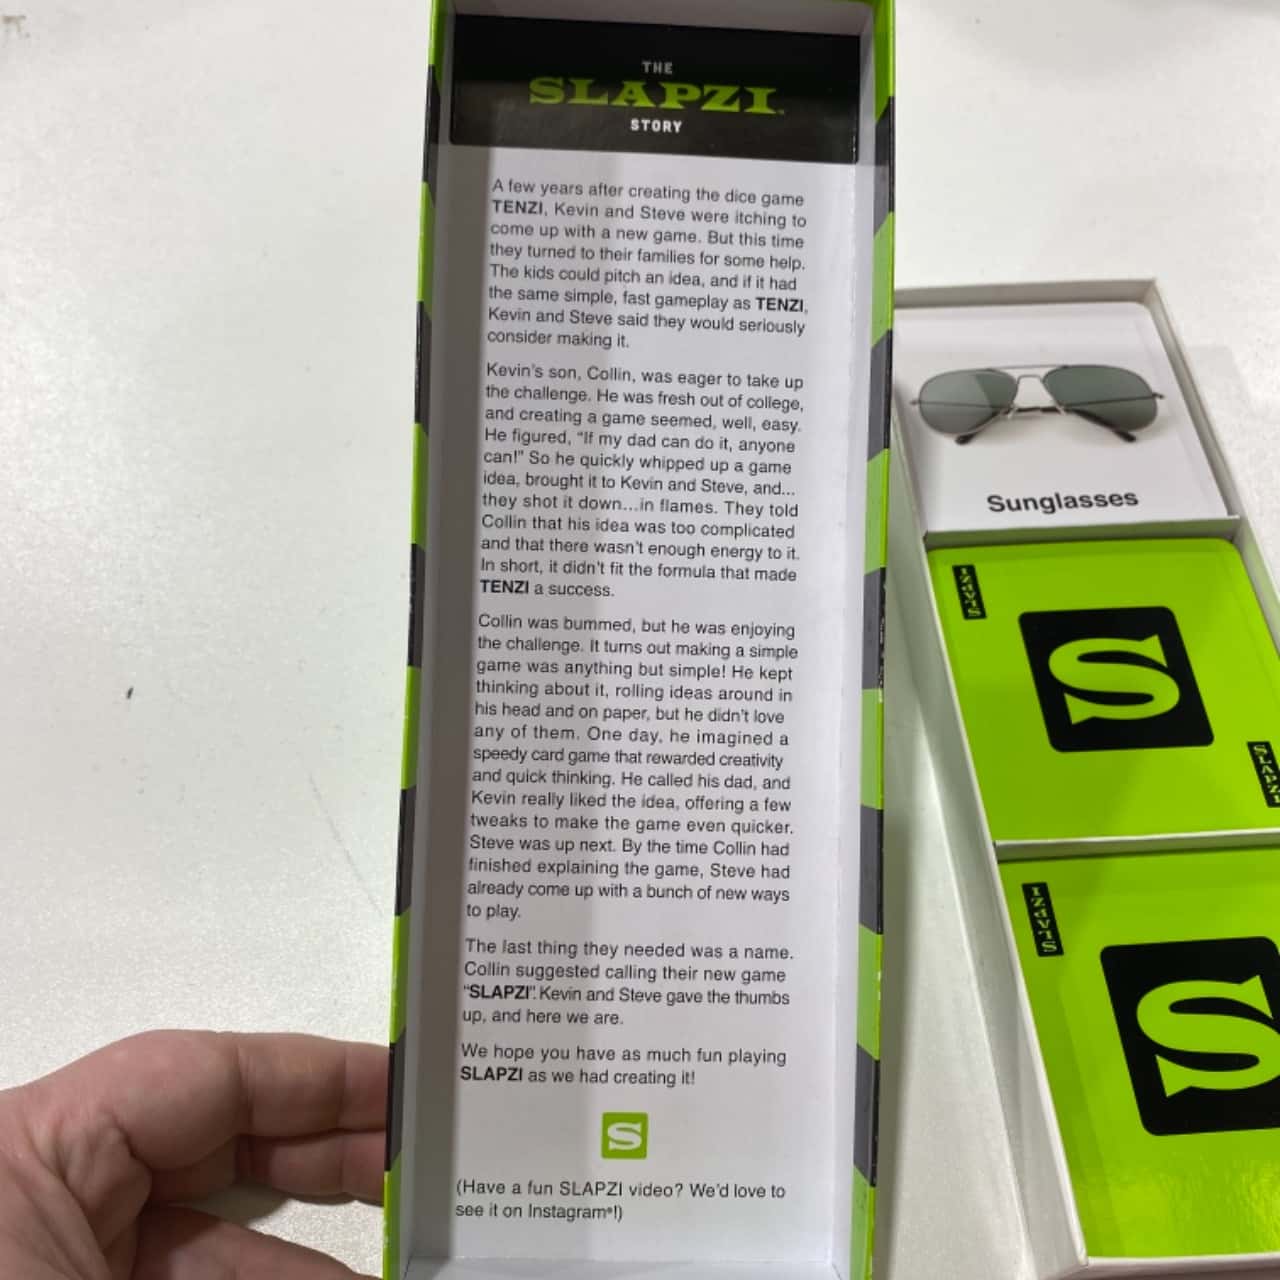 THE
SLAPZI™
STORY
A few years after creating the dice game
TENZI, Kevin and Steve were itching to
come up with a new game. But this time
they turned to their families for some help.
The kids could pitch an idea, and if it had
the same simple, fast gameplay as TENZI,
Kevin and Steve said they would seriously
consider making it.
Kevin's son, Collin, was eager to take up
the challenge. He was fresh out of college,
and creating a game seemed, well, easy.
He figured, "If my dad can do it, anyone
can!" So he quickly whipped up a game
idea, brought it to Kevin and Steve, and...
they shot it down...in flames. They told
Collin that his idea was too complicated
and that there wasn't enough energy to it.
In short, it didn't fit the formula that made
TENZI a success.
Collin was bummed, but he was enjoying
the challenge. It turns out making a simple
game was anything but simple! He kept
thinking about it, rolling ideas around in
his head and on paper, but he didn't love
any of them. One day, he imagined a
speedy card game that rewarded creativity
and quick thinking. He called his dad, and
Kevin really liked the idea, offering a few
tweaks to make the game even quicker.
Steve was up next. By the time Collin had
finished explaining the game, Steve had
already come up with a bunch of new ways
to play.
The last thing they needed was a name.
Collin suggested calling their new game
"SLAPZI". Kevin and Steve gave the thumbs
up, and here we are.
We hope you have as much fun playing
SLAPZI as we had creating it!
S
(Have a fun SLAPZI video? We'd love to
see it on Instagram®!)
Sunglasses
SLAPZI
S
SLAPZI
SLAPZI
S